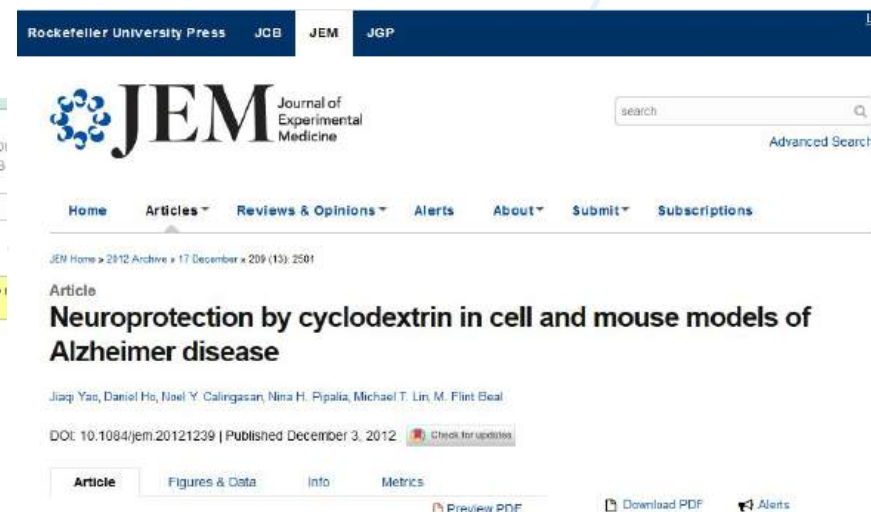 Rockefeller University Press JCB JEM JGP
JEM Journal of
Experimental
Medicine
search
Advanced Search
Home Articles Reviews & Opinions Alerts About Submit Subscriptions
JEM Home » 2012 Archive » 17 December » 209 (13): 2501
Article
Neuroprotection by cyclodextrin in cell and mouse models of
Alzheimer disease
Jiaqi Yao, Daniel Ho, Noel Y. Calingasan, Nina H. Pipalia, Michael T. Lin, M. Flint Beal
DOI: 10.1084/jem.20121239 | Published December 3, 2012 Check for updates
Article Figures & Data Info Metrics
Preview PDF Download PDF Alerts